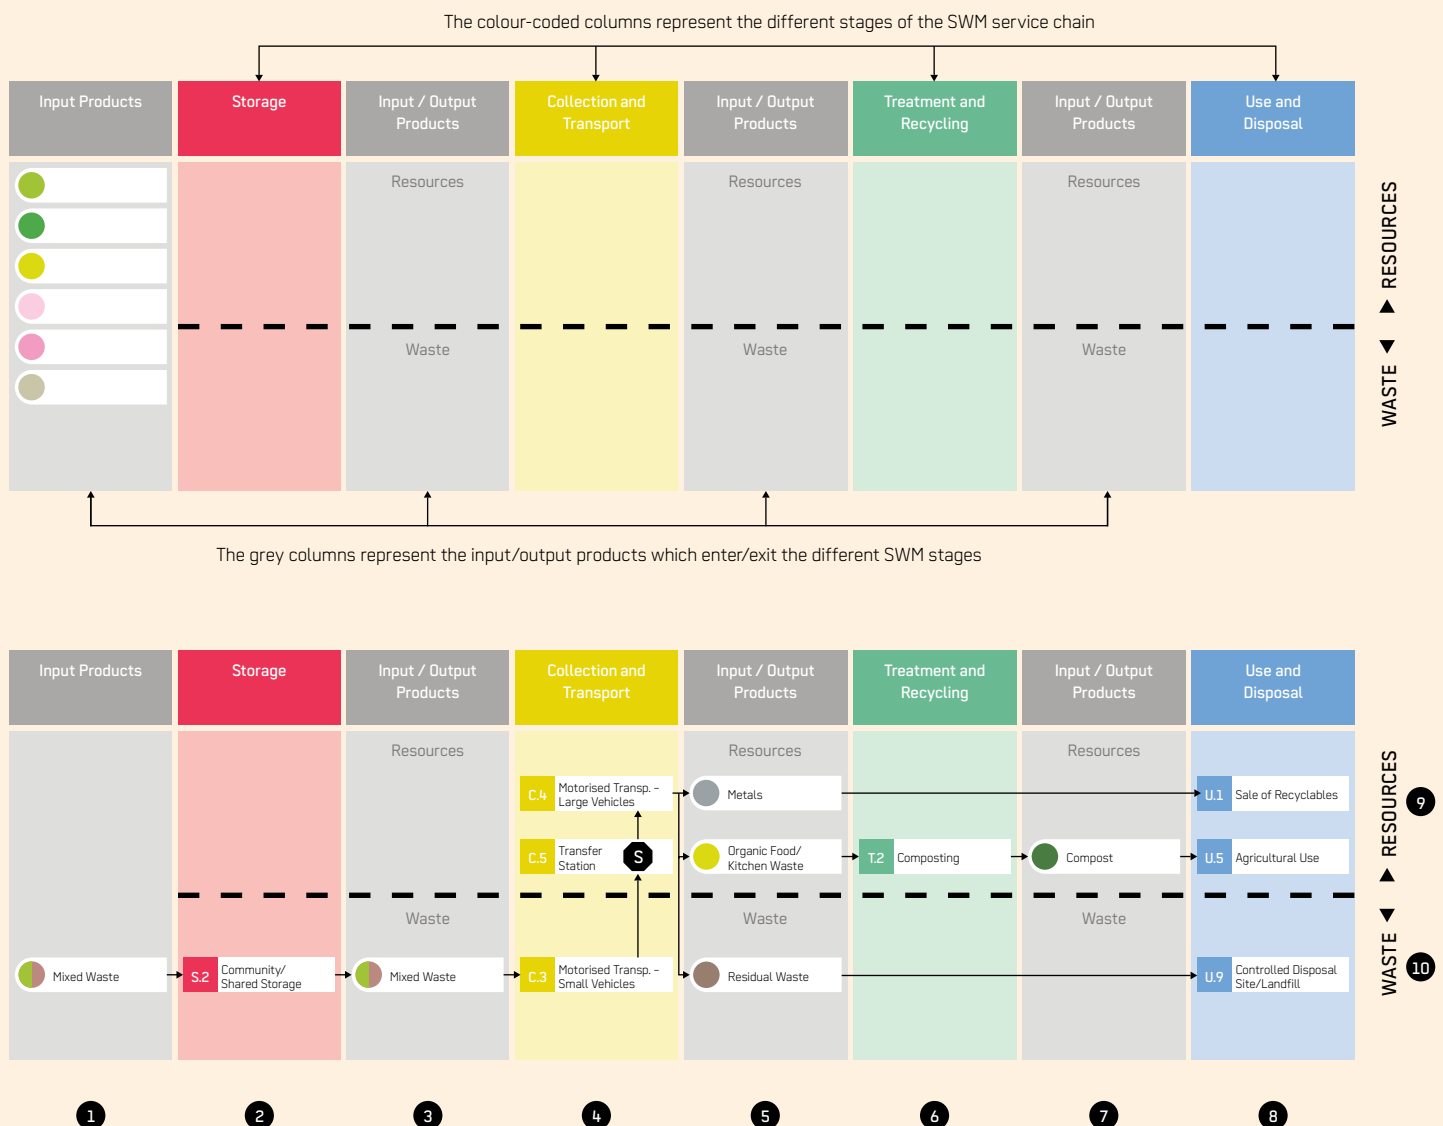 The colour-coded columns represent the different stages of the SWM service chain
Input Products
Storage
Input / Output
Products
Collection and
Transport
Input / Output
Products
Treatment and
Recycling
Input / Output
Products
Use and
Disposal
Resources
Resources
Resources
Waste
Waste
Waste
WASTE ◄ ► RESOURCES
The grey columns represent the input/output products which enter/exit the different SWM stages
Input Products
Storage
Input / Output
Products
Collection and
Transport
Input / Output
Products
Treatment and
Recycling
Input / Output
Products
Use and
Disposal
Resources
Resources
Resources
C.4
Motorised Transp. –
Large Vehicles
Metals
U.1
Sale of Recyclables
C.5
Transfer
Station
S
Organic Food/
Kitchen Waste
T.2
Composting
Compost
U.5
Agricultural Use
Waste
Waste
Waste
Mixed Waste
S.2
Community/
Shared Storage
Mixed Waste
C.3
Motorised Transp. –
Small Vehicles
Residual Waste
U.9
Controlled Disposal
Site/Landfill
WASTE ◄ ► RESOURCES
9
10
1
2
3
4
5
6
7
8